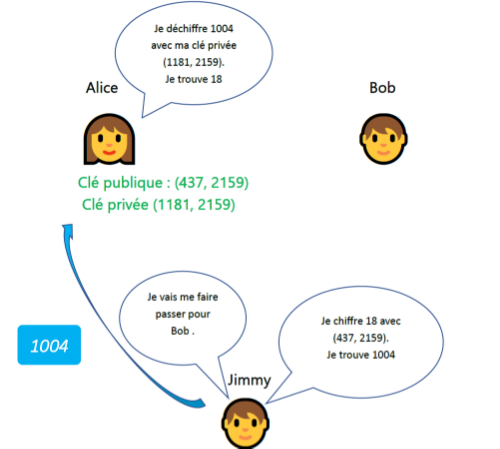 Je déchiffre 1004
avec ma clé privée
(1181, 2159).
Je trouve 18
Alice
Bob
Clé publique : (437, 2159)
Clé privée (1181, 2159)
Je vais me faire
passer pour
Bob .
Je chiffre 18 avec
(437, 2159).
Je trouve 1004
1004
Jimmy